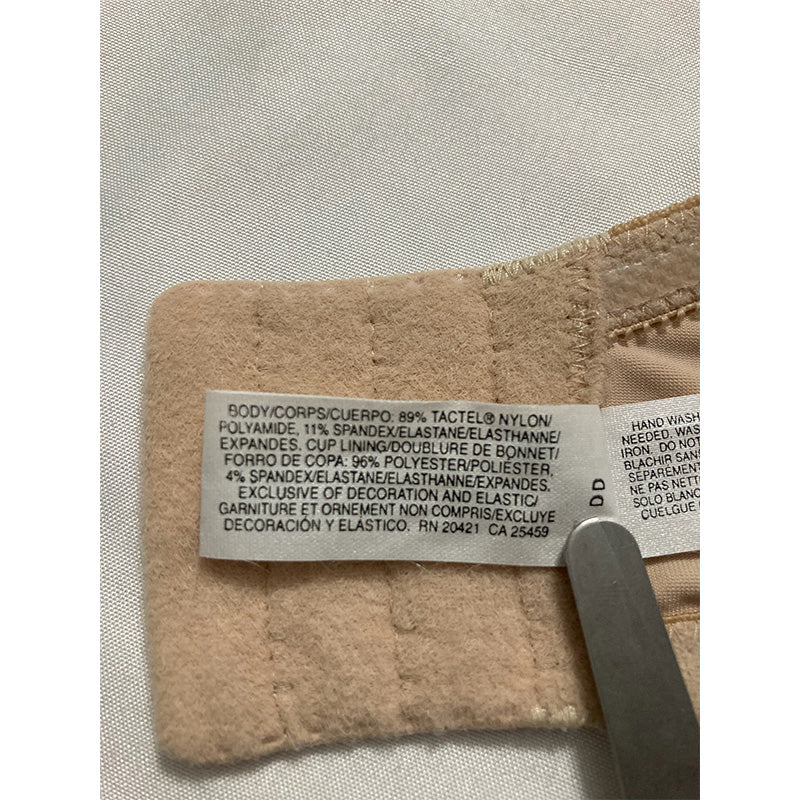 BODY/CORPS/CUERPO: 89% TACTEL® NYLON/
POLYAMIDE, 11% SPANDEX/ELASTANE/ELASTHANNE/
EXPANDES. CUP LINING/DOUBLURE DE BONNET/
FORRO DE COPA: 96% POLYESTER/POLIESTER,
4% SPANDEX/ELASTANE/ELASTHANNE/EXPANDES.
EXCLUSIVE OF DECORATION AND ELASTIC/
GARNITURE ET ORNEMENT NON COMPRIS/EXCLUYE
DECORACIÓN Y ELÁSTICO. RN 20421 CA 25459
DD
HAND WASH
NEEDED. WAS
IRON. DO NOT
BLACHIR SANS
SÉPARÉMENT
NE PAS NETT
SOLO BLANC
CUELGUE